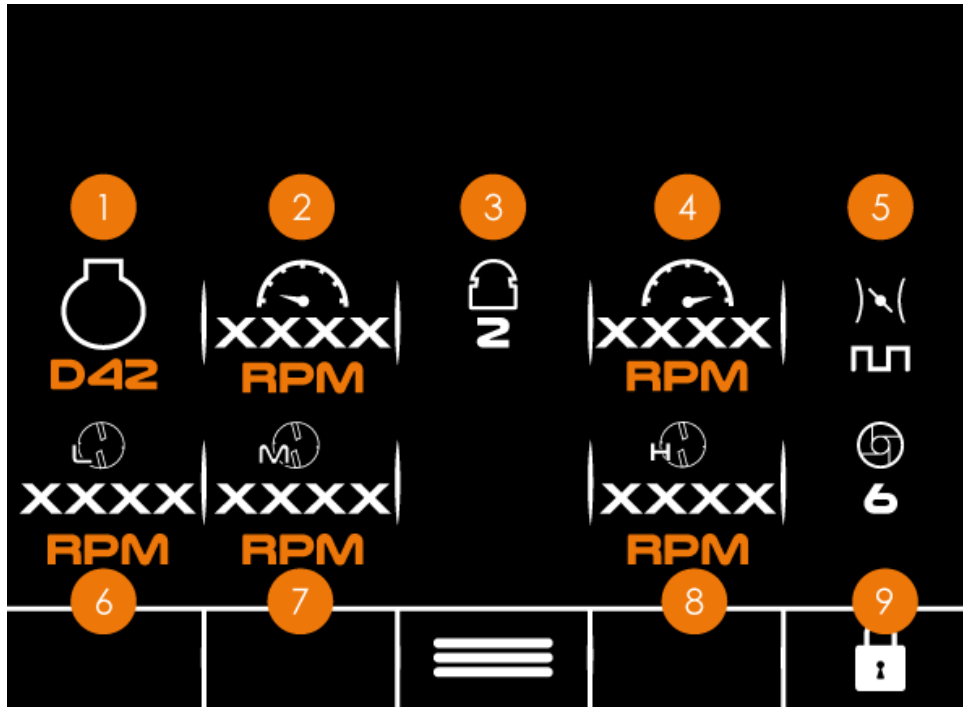 1 2 3 4 5
XXXX 2 XXXX
D42 RPM RPM
L M H
XXXX XXXX XXXX 6
RPM RPM RPM
6 7 8 9